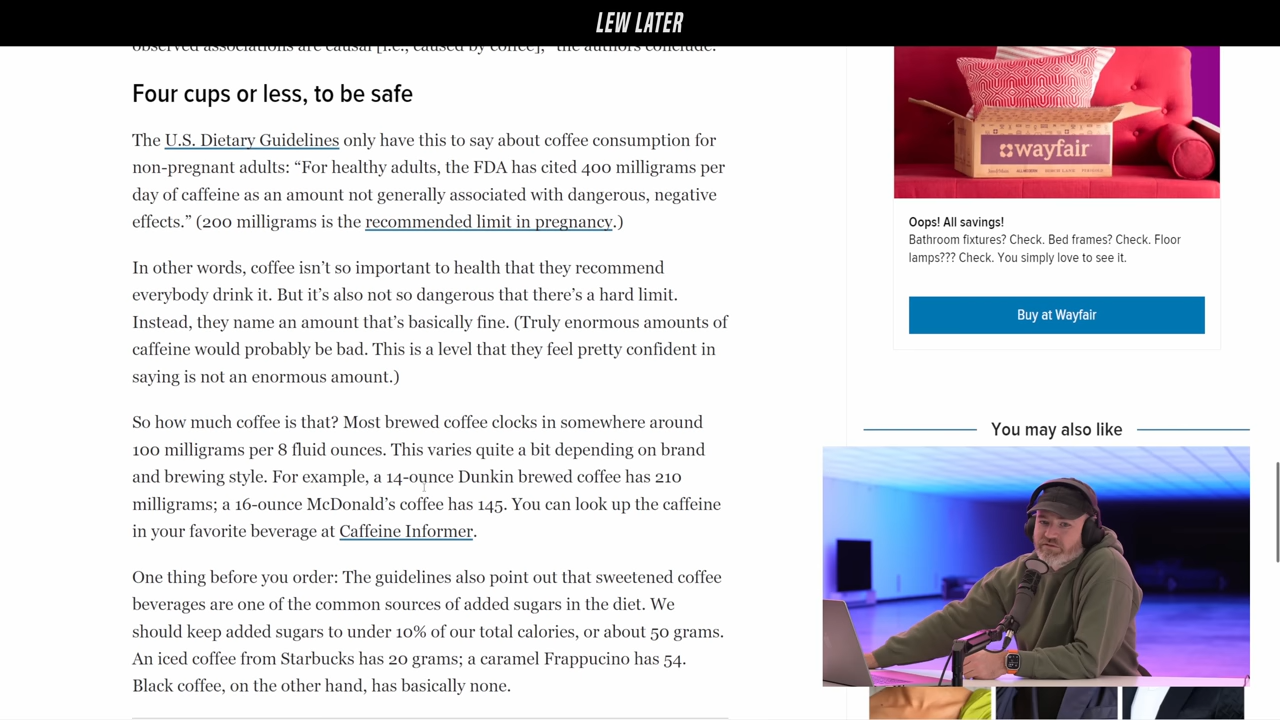 LEW LATER
observed associations are causal [i.e., caused by coffee],” the authors conclude.
Four cups or less, to be safe
The U.S. Dietary Guidelines only have this to say about coffee consumption for
non-pregnant adults: “For healthy adults, the FDA has cited 400 milligrams per
day of caffeine as an amount not generally associated with dangerous, negative
effects.” (200 milligrams is the recommended limit in pregnancy.)
In other words, coffee isn’t so important to health that they recommend
everybody drink it. But it’s also not so dangerous that there’s a hard limit.
Instead, they name an amount that’s basically fine. (Truly enormous amounts of
caffeine would probably be bad. This is a level that they feel pretty confident in
saying is not an enormous amount.)
So how much coffee is that? Most brewed coffee clocks in somewhere around
100 milligrams per 8 fluid ounces. This varies quite a bit depending on brand
and brewing style. For example, a 14-ounce Dunkin brewed coffee has 210
milligrams; a 16-ounce McDonald’s coffee has 145. You can look up the caffeine
in your favorite beverage at Caffeine Informer.
One thing before you order: The guidelines also point out that sweetened coffee
beverages are one of the common sources of added sugars in the diet. We
should keep added sugars to under 10% of our total calories, or about 50 grams.
An iced coffee from Starbucks has 20 grams; a caramel Frappucino has 54.
Black coffee, on the other hand, has basically none.
wayfair
Oops! All savings!
Bathroom fixtures? Check. Bed frames? Check. Floor
lamps??? Check. You simply love to see it.
Buy at Wayfair
You may also like